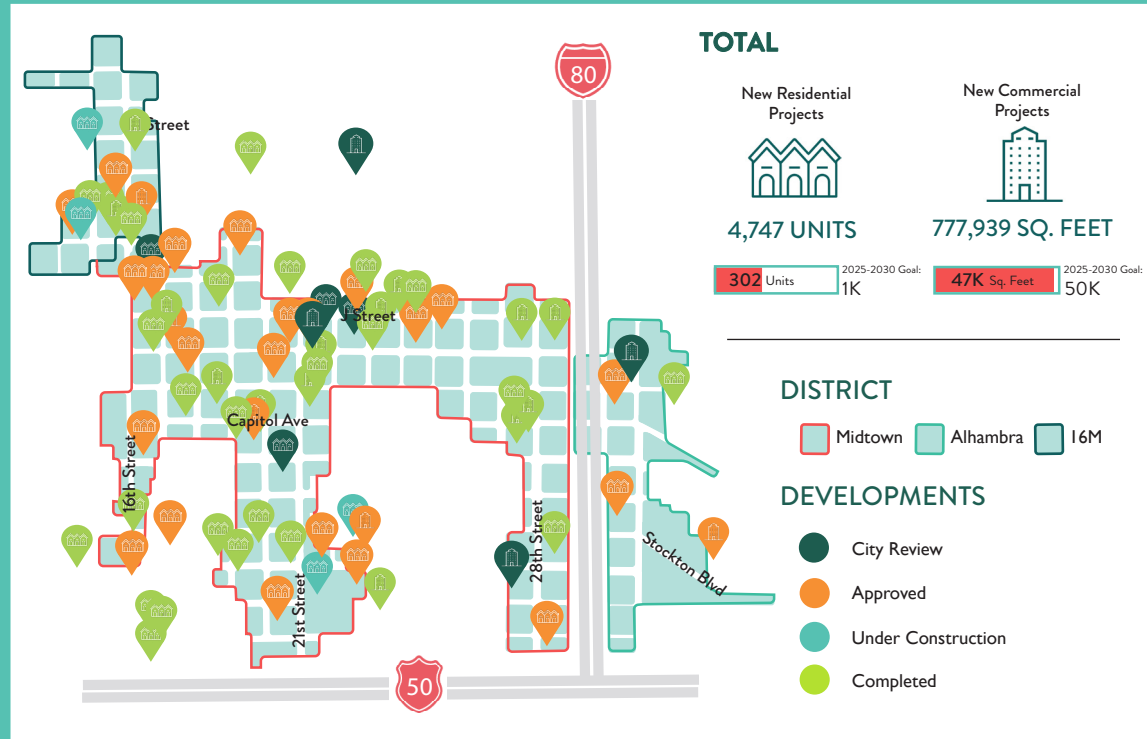 TOTAL
New Residential
Projects
4,747 UNITS
302 Units
2025-2030 Goal:
1K
New Commercial
Projects
777,939 SQ. FEET
47K Sq. Feet
2025-2030 Goal:
50K
DISTRICT
Midtown
Alhambra
16M
DEVELOPMENTS
City Review
Approved
Under Construction
Completed
80
Street
J Street
Capitol Ave
16th Street
21st Street
28th Street
Stockton Blvd
50